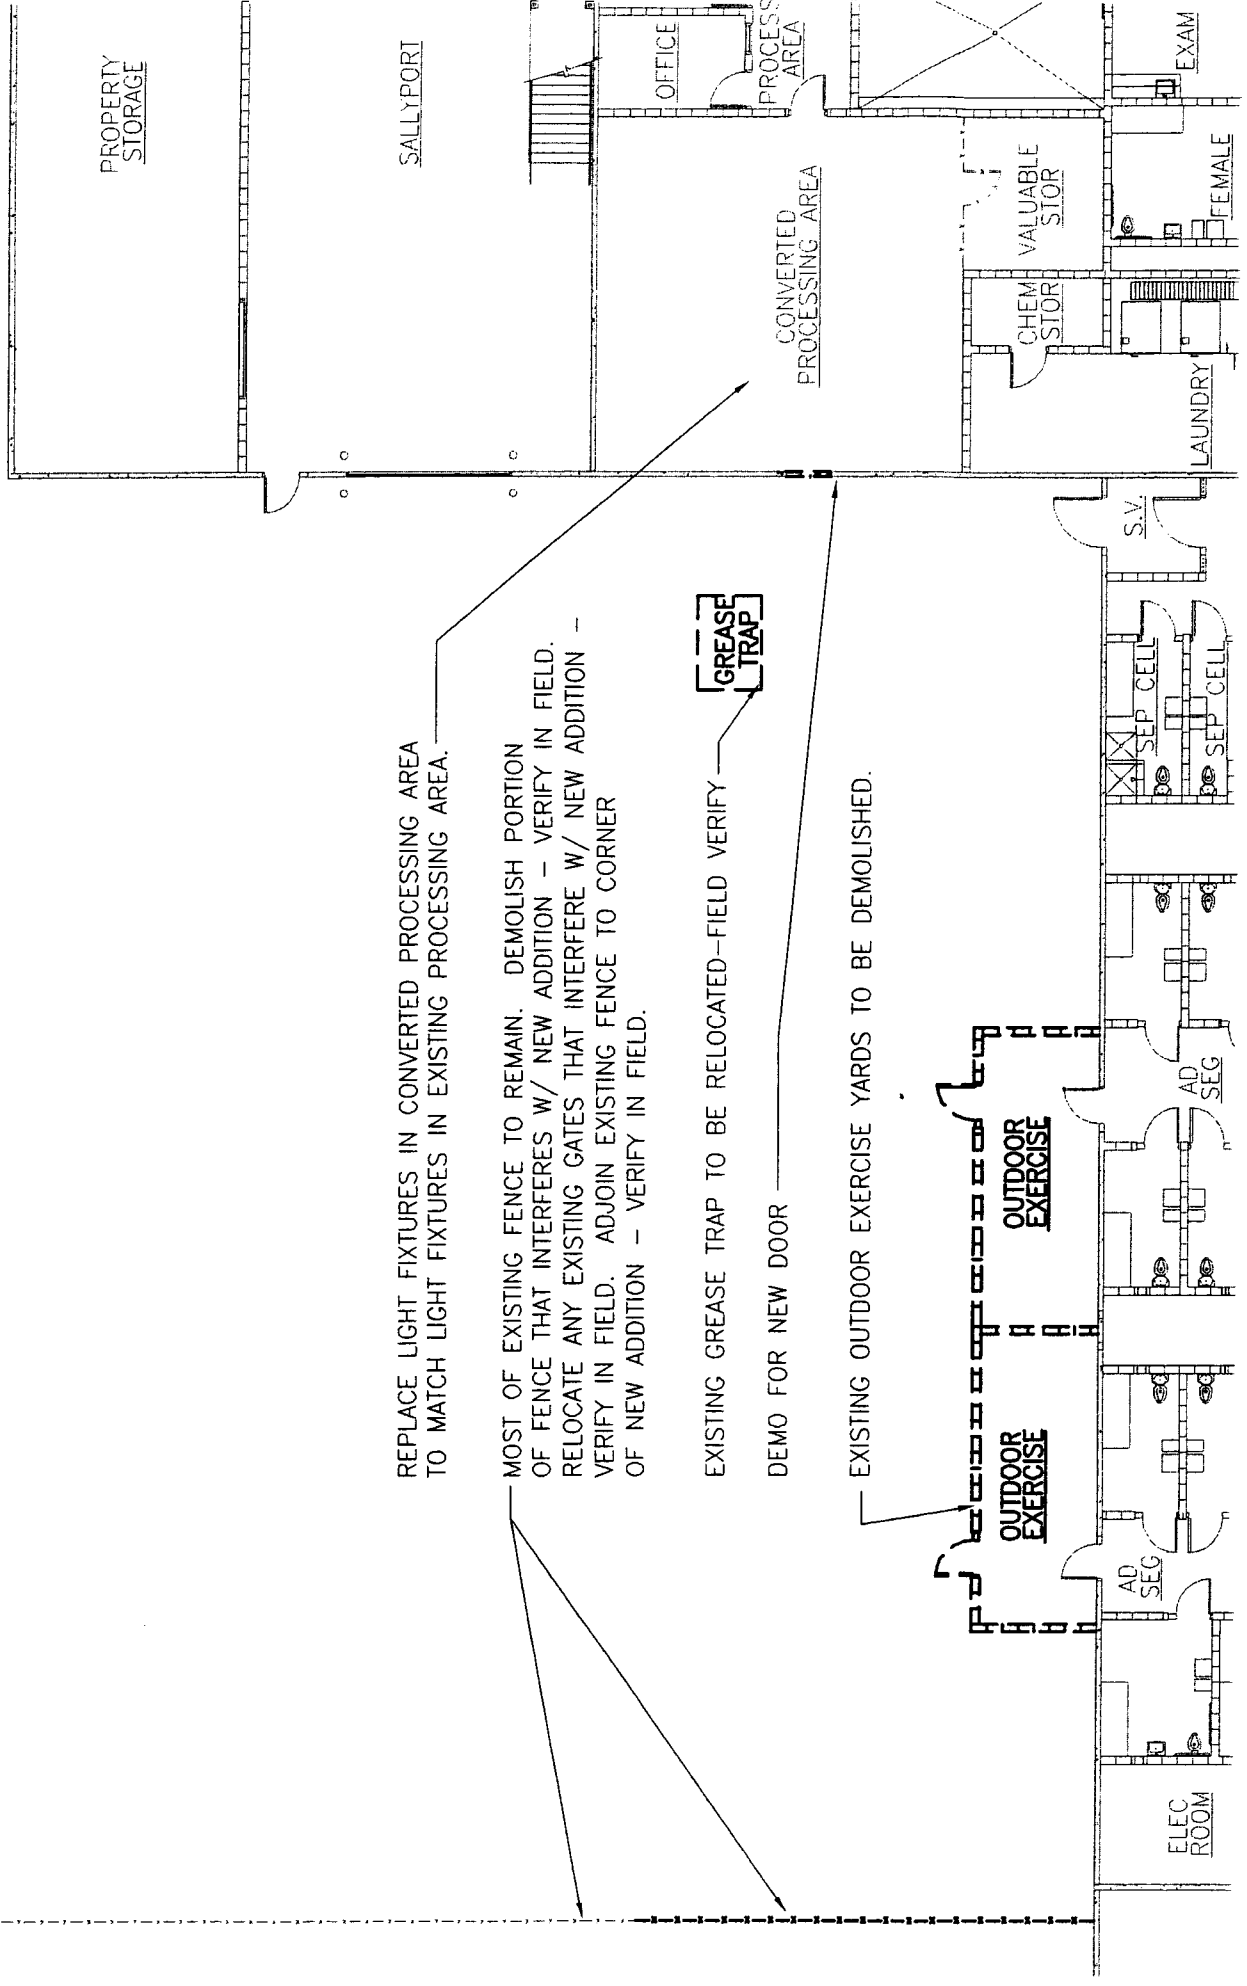 REPLACE LIGHT FIXTURES IN CONVERTED PROCESSING AREA
TO MATCH LIGHT FIXTURES IN EXISTING PROCESSING AREA.
MOST OF EXISTING FENCE TO REMAIN. DEMOLISH PORTION
OF FENCE THAT INTERFERES W/ NEW ADDITION - VERIFY IN FIELD.
RELOCATE ANY EXISTING GATES THAT INTERFERE W/ NEW ADDITION -
VERIFY IN FIELD. ADJOIN EXISTING FENCE TO CORNER
OF NEW ADDITION - VERIFY IN FIELD.
EXISTING GREASE TRAP TO BE RELOCATED-FIELD VERIFY
DEMO FOR NEW DOOR
EXISTING OUTDOOR EXERCISE YARDS TO BE DEMOLISHED.
GREASE
TRAP
PROPERTY
STORAGE
SALLYPORT
OFFICE
PROCESS
AREA
CONVERTED
PROCESSING AREA
VALUABLE
STOR
CHEM
STOR
EXAM
FEMALE
LAUNDRY
S.V.
SEP CELL
SEP CELL
OUTDOOR
EXERCISE
OUTDOOR
EXERCISE
AD
SEG
AD
SEG
ELEC
ROOM